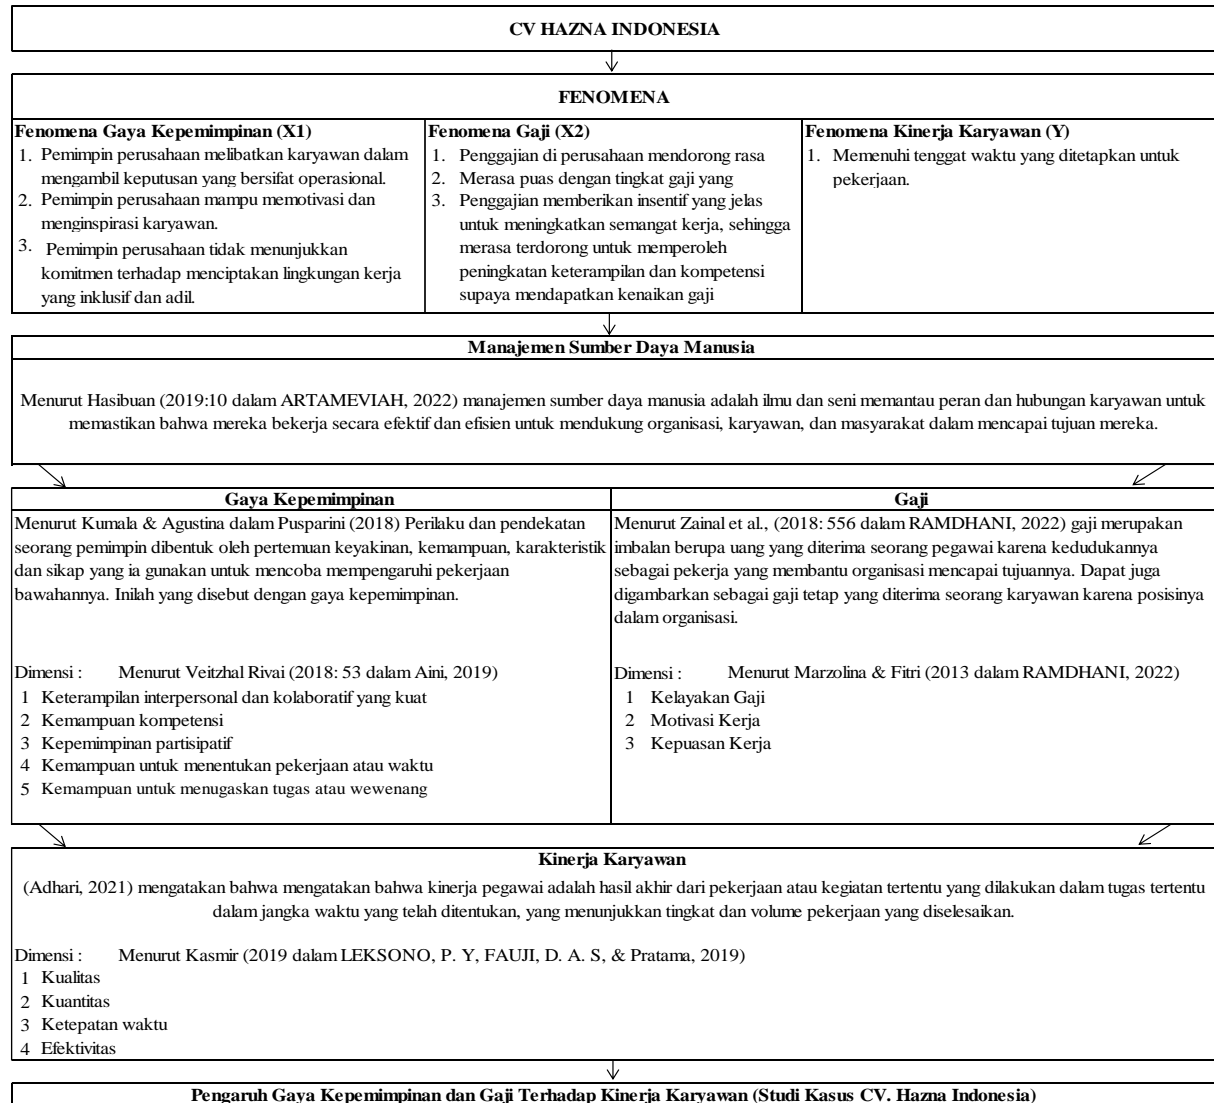 CV HAZNA INDONESIA
FENOMENA
Fenomena Gaya Kepemimpinan (X1)
1. Pemimpin perusahaan melibatkan karyawan dalam
mengambil keputusan yang bersifat operasional.
2. Pemimpin perusahaan mampu memotivasi dan
menginspirasi karyawan.
3. Pemimpin perusahaan tidak menunjukkan
komitmen terhadap menciptakan lingkungan kerja
yang inklusif dan adil.
Fenomena Gaji (X2)
1. Penggajian di perusahaan mendorong rasa
2. Merasa puas dengan tingkat gaji yang
3. Penggajian memberikan insentif yang jelas
untuk meningkatkan semangat kerja, sehingga
merasa terdorong untuk memperoleh
peningkatan keterampilan dan kompetensi
supaya mendapatkan kenaikan gaji
Fenomena Kinerja Karyawan (Y)
1. Memenuhi tenggat waktu yang ditetapkan untuk
pekerjaan.
Manajemen Sumber Daya Manusia
Menurut Hasibuan (2019:10 dalam ARTAMEVIAH, 2022) manajemen sumber daya manusia adalah ilmu dan seni memantau peran dan hubungan karyawan untuk
memastikan bahwa mereka bekerja secara efektif dan efisien untuk mendukung organisasi, karyawan, dan masyarakat dalam mencapai tujuan mereka.
Gaya Kepemimpinan
Menurut Kumala & Agustina dalam Pusparini (2018) Perilaku dan pendekatan
seorang pemimpin dibentuk oleh pertemuan keyakinan, kemampuan, karakteristik
dan sikap yang ia gunakan untuk mencoba mempengaruhi pekerjaan
bawahannya. Inilah yang disebut dengan gaya kepemimpinan.
Dimensi : Menurut Veitzhal Rivai (2018: 53 dalam Aini, 2019)
1 Keterampilan interpersonal dan kolaboratif yang kuat
2 Kemampuan kompetensi
3 Kepemimpinan partisipatif
4 Kemampuan untuk menentukan pekerjaan atau waktu
5 Kemampuan untuk menugaskan tugas atau wewenang
Gaji
Menurut Zainal et al., (2018: 556 dalam RAMDHANI, 2022) gaji merupakan
imbalan berupa uang yang diterima seorang pegawai karena kedudukannya
sebagai pekerja yang membantu organisasi mencapai tujuannya. Dapat juga
digambarkan sebagai gaji tetap yang diterima seorang karyawan karena posisinya
dalam organisasi.
Dimensi : Menurut Marzolina & Fitri (2013 dalam RAMDHANI, 2022)
1 Kelayakan Gaji
2 Motivasi Kerja
3 Kepuasan Kerja
Kinerja Karyawan
(Adhari, 2021) mengatakan bahwa mengatakan bahwa kinerja pegawai adalah hasil akhir dari pekerjaan atau kegiatan tertentu yang dilakukan dalam tugas tertentu
dalam jangka waktu yang telah ditentukan, yang menunjukkan tingkat dan volume pekerjaan yang diselesaikan.
Dimensi : Menurut Kasmir (2019 dalam LEKSONO, P. Y, FAUJI, D. A. S, & Pratama, 2019)
1 Kualitas
2 Kuantitas
3 Ketepatan waktu
4 Efektivitas
Pengaruh Gaya Kepemimpinan dan Gaji Terhadap Kinerja Karyawan (Studi Kasus CV. Hazna Indonesia)